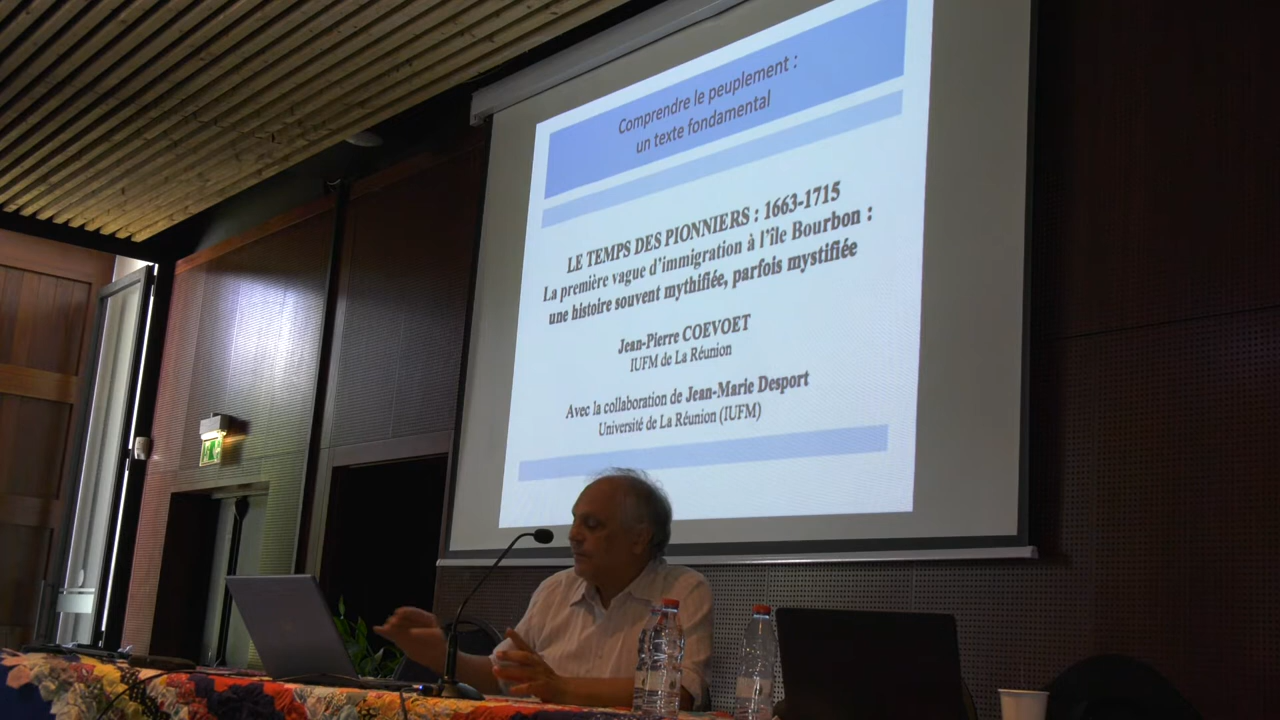 Comprendre le peuplement :
un texte fondamental
LE TEMPS DES PIONNIERS : 1663-1715
La première vague d'immigration à l'île Bourbon :
une histoire souvent mythifiée, parfois mystifiée
Jean-Pierre COEVOET
IUFM de La Réunion
Avec la collaboration de Jean-Marie Desport
Université de La Réunion (IUFM)